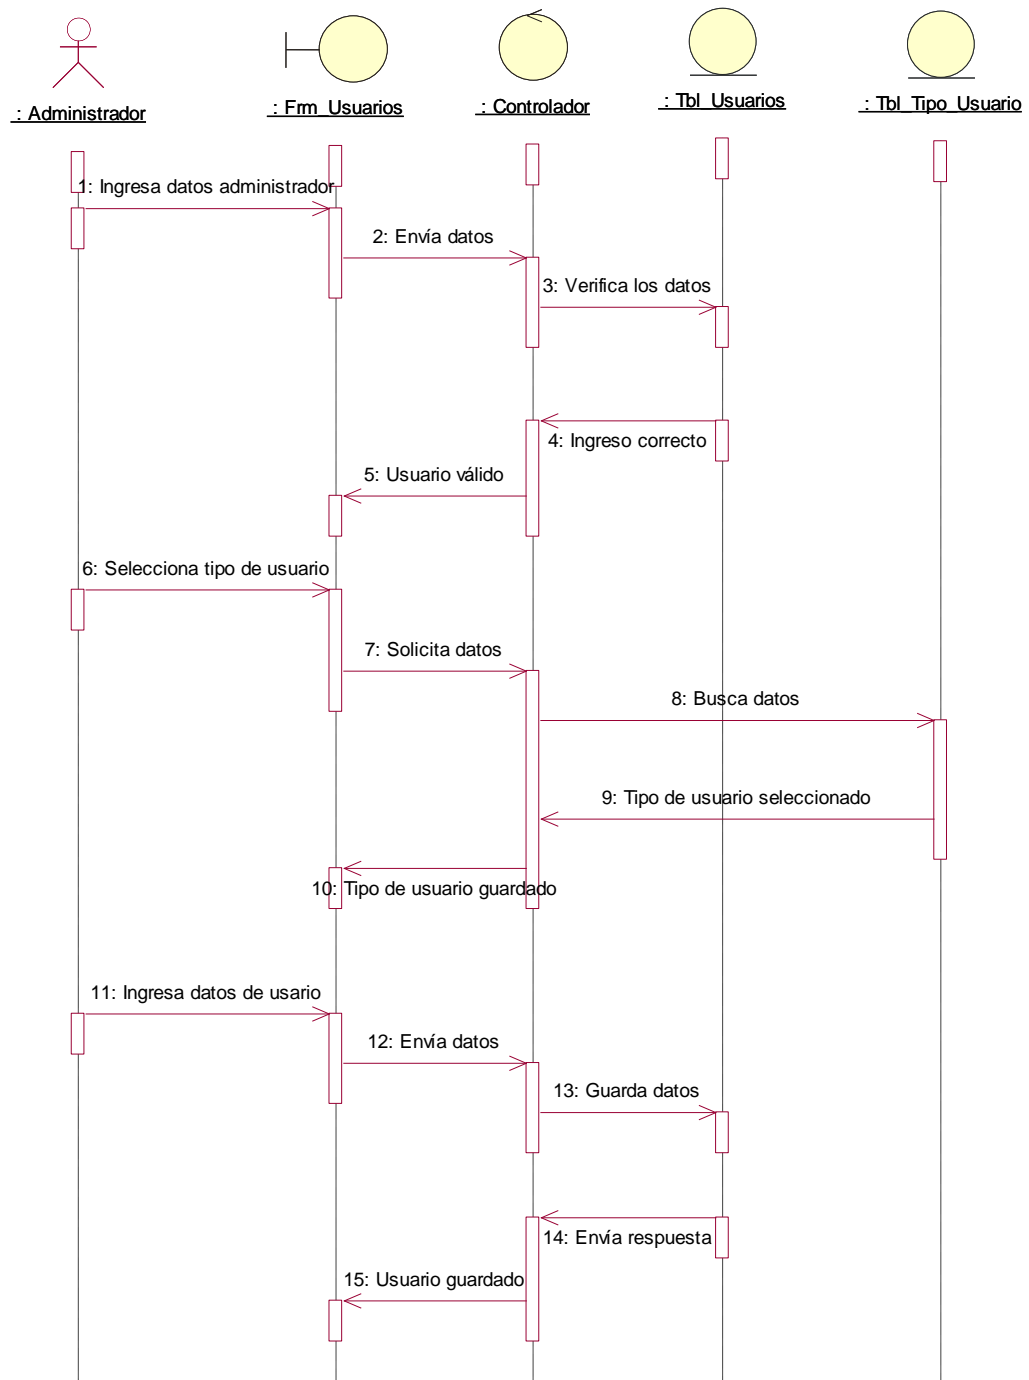 : Administrador
: Frm_Usuarios
: Controlador
: Tbl_Usuarios
: Tbl_Tipo_Usuario
1: Ingresa datos administrador
2: Envía datos
3: Verifica los datos
4: Ingreso correcto
5: Usuario válido
6: Selecciona tipo de usuario
7: Solicita datos
8: Busca datos
9: Tipo de usuario seleccionado
10: Tipo de usuario guardado
11: Ingresa datos de usario
12: Envía datos
13: Guarda datos
14: Envía respuesta
15: Usuario guardado